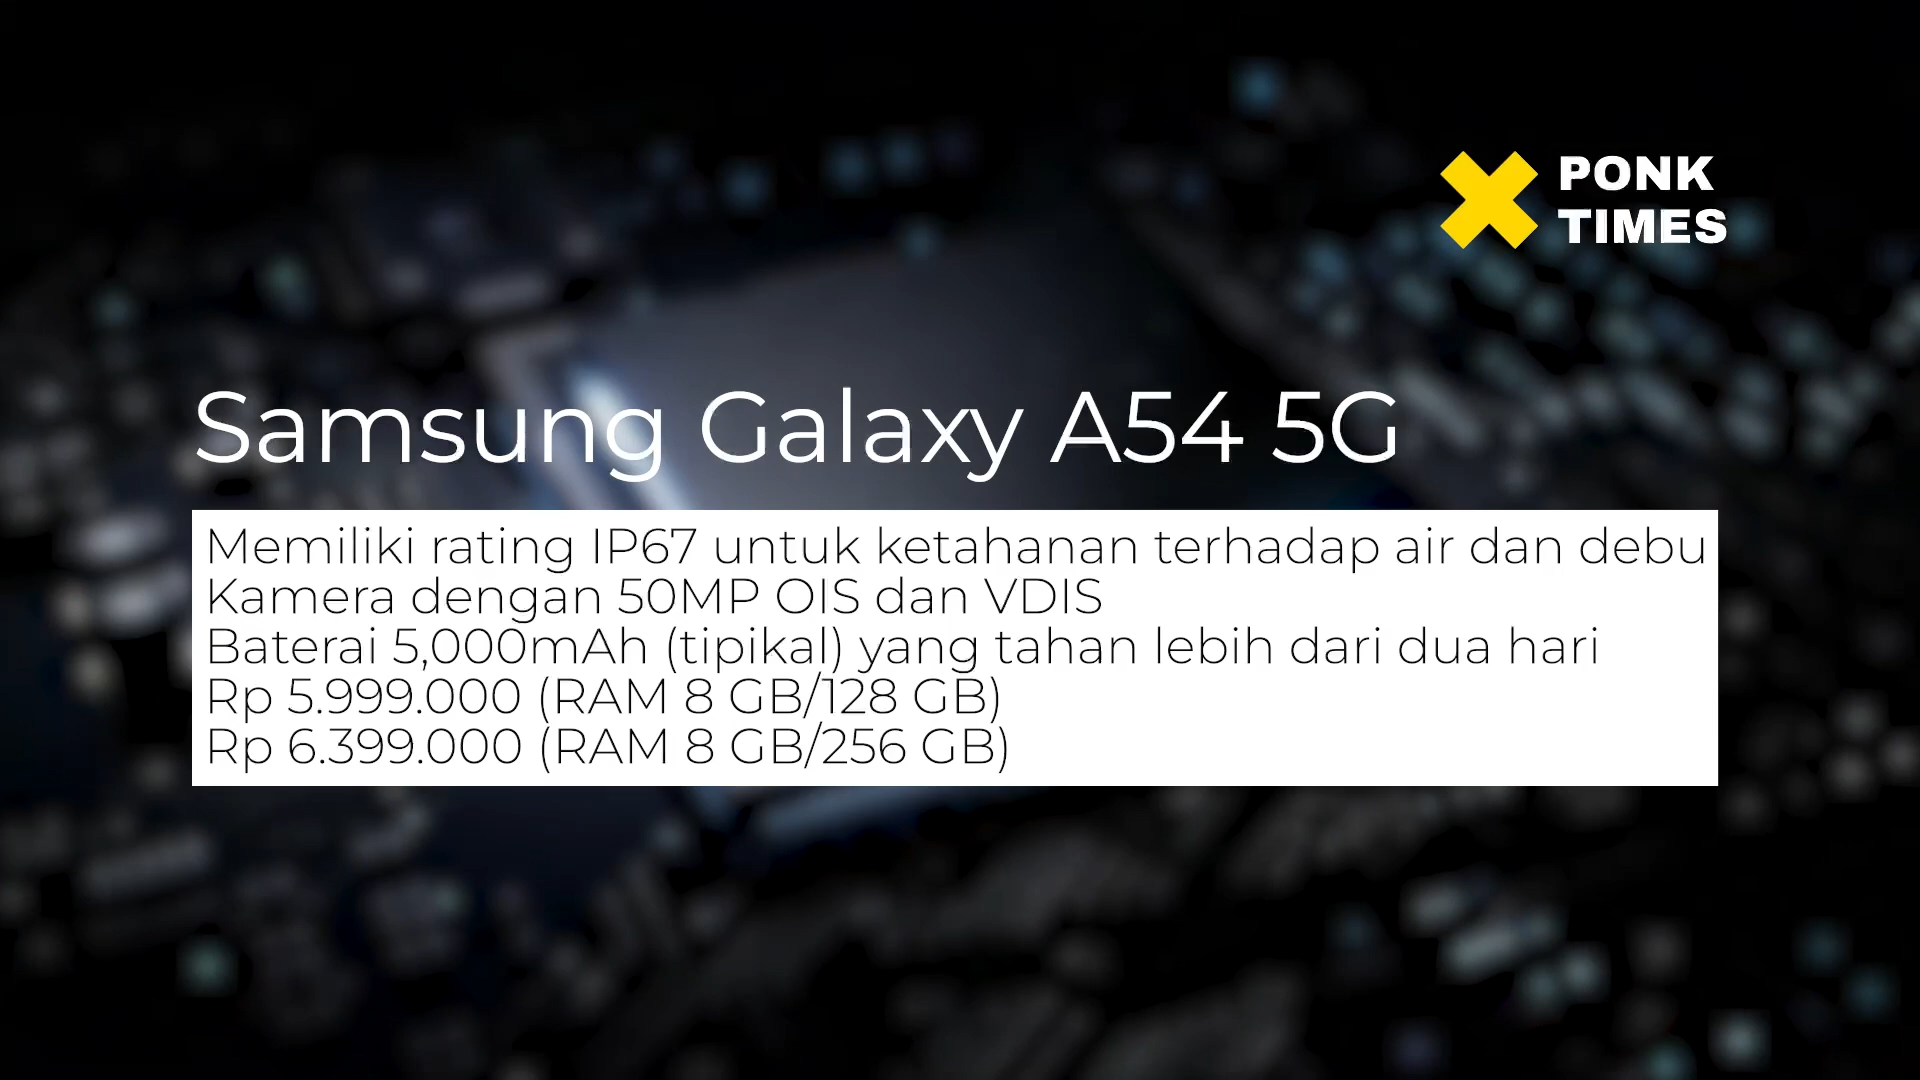 PONK
TIMES
Samsung Galaxy A54 5G
Memiliki rating IP67 untuk ketahanan terhadap air dan debu
Kamera dengan 50MP OIS dan VDIS
Baterai 5,000mAh (tipikal) yang tahan lebih dari dua hari
Rp 5.999.000 (RAM 8 GB/128 GB)
Rp 6.399.000 (RAM 8 GB/256 GB)